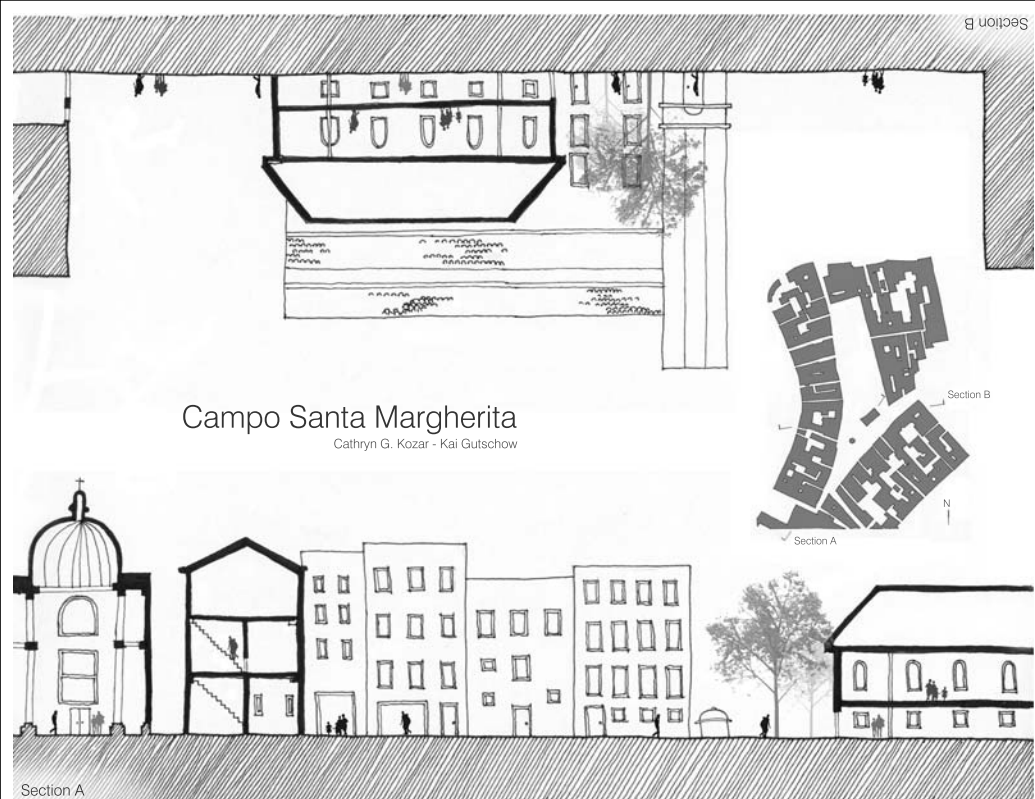 Section B
Section B
Campo Santa Margherita
Cathryn G. Kozar - Kai Gutschow
N
Section A
Section A